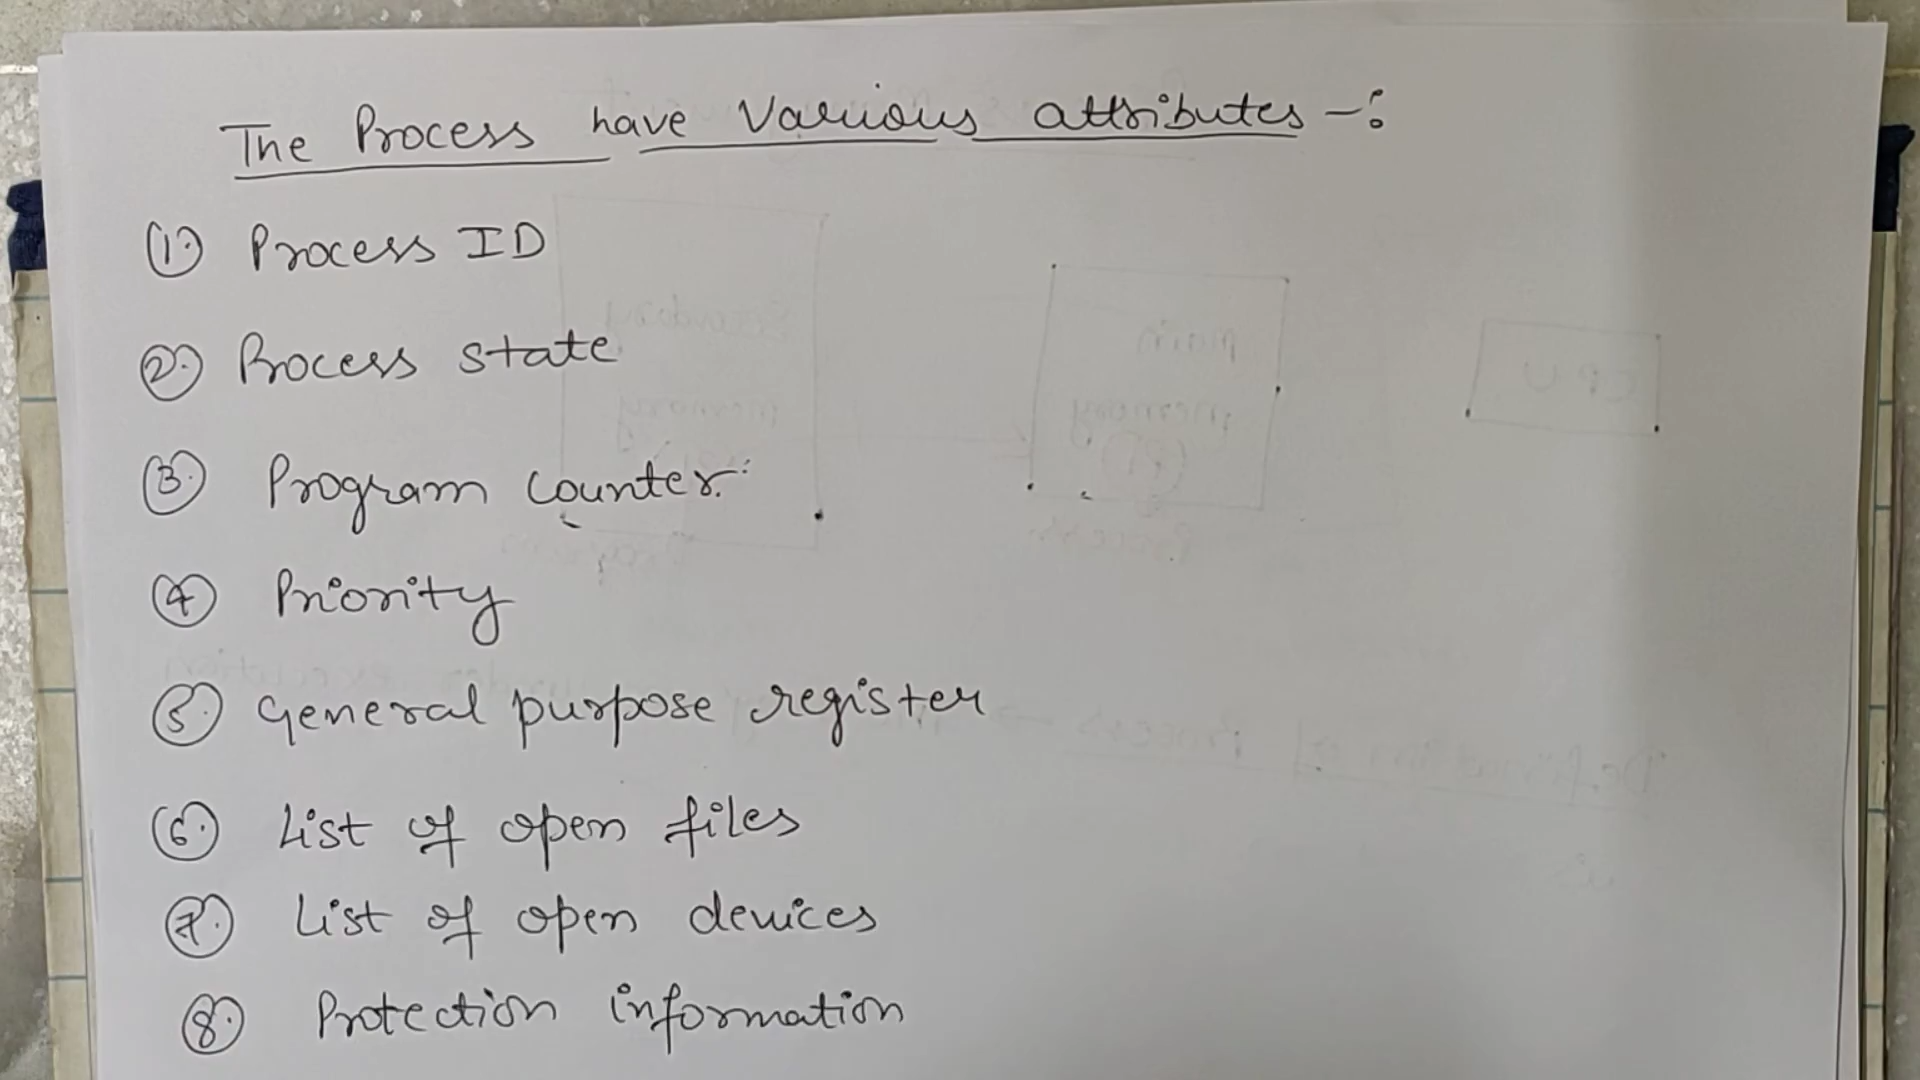 The Process have Various attributes -:
1. Process ID
2. Process state
3. Program counter:
4. Priority
5. General purpose register
6. List of open files
7. List of open devices
8. Protection information